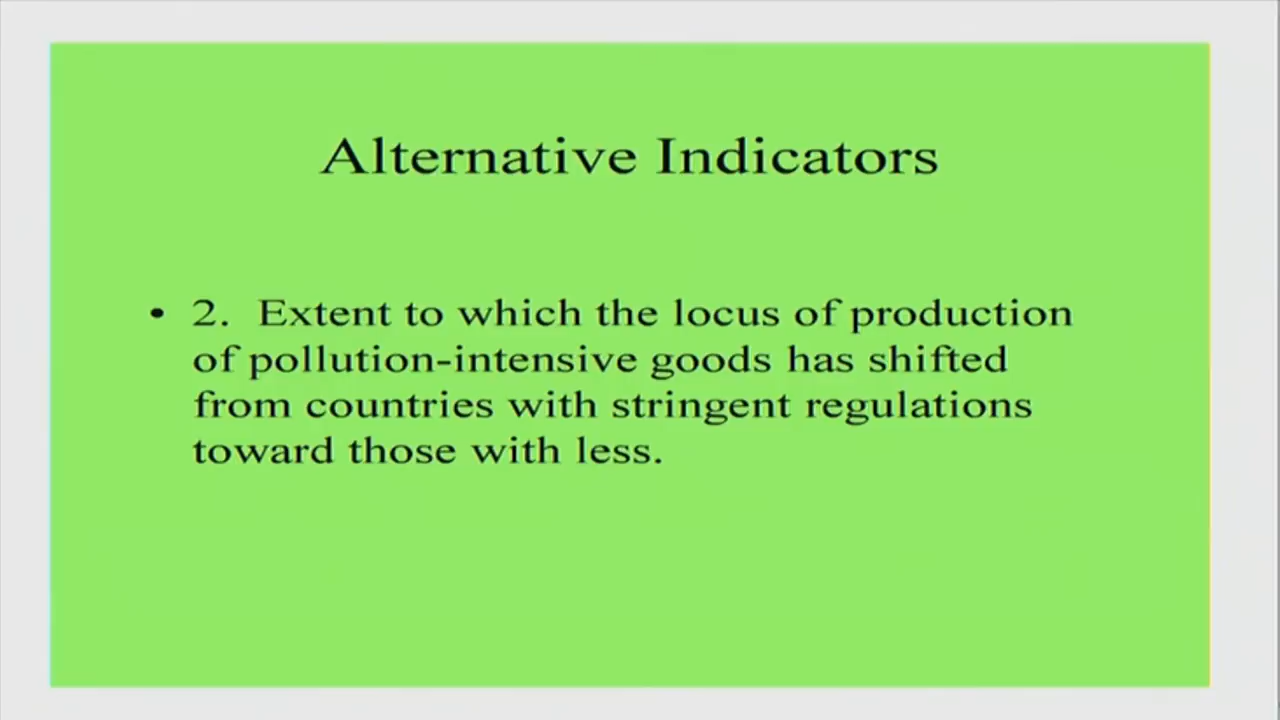 Alternative Indicators
• 2. Extent to which the locus of production
of pollution-intensive goods has shifted
from countries with stringent regulations
toward those with less.